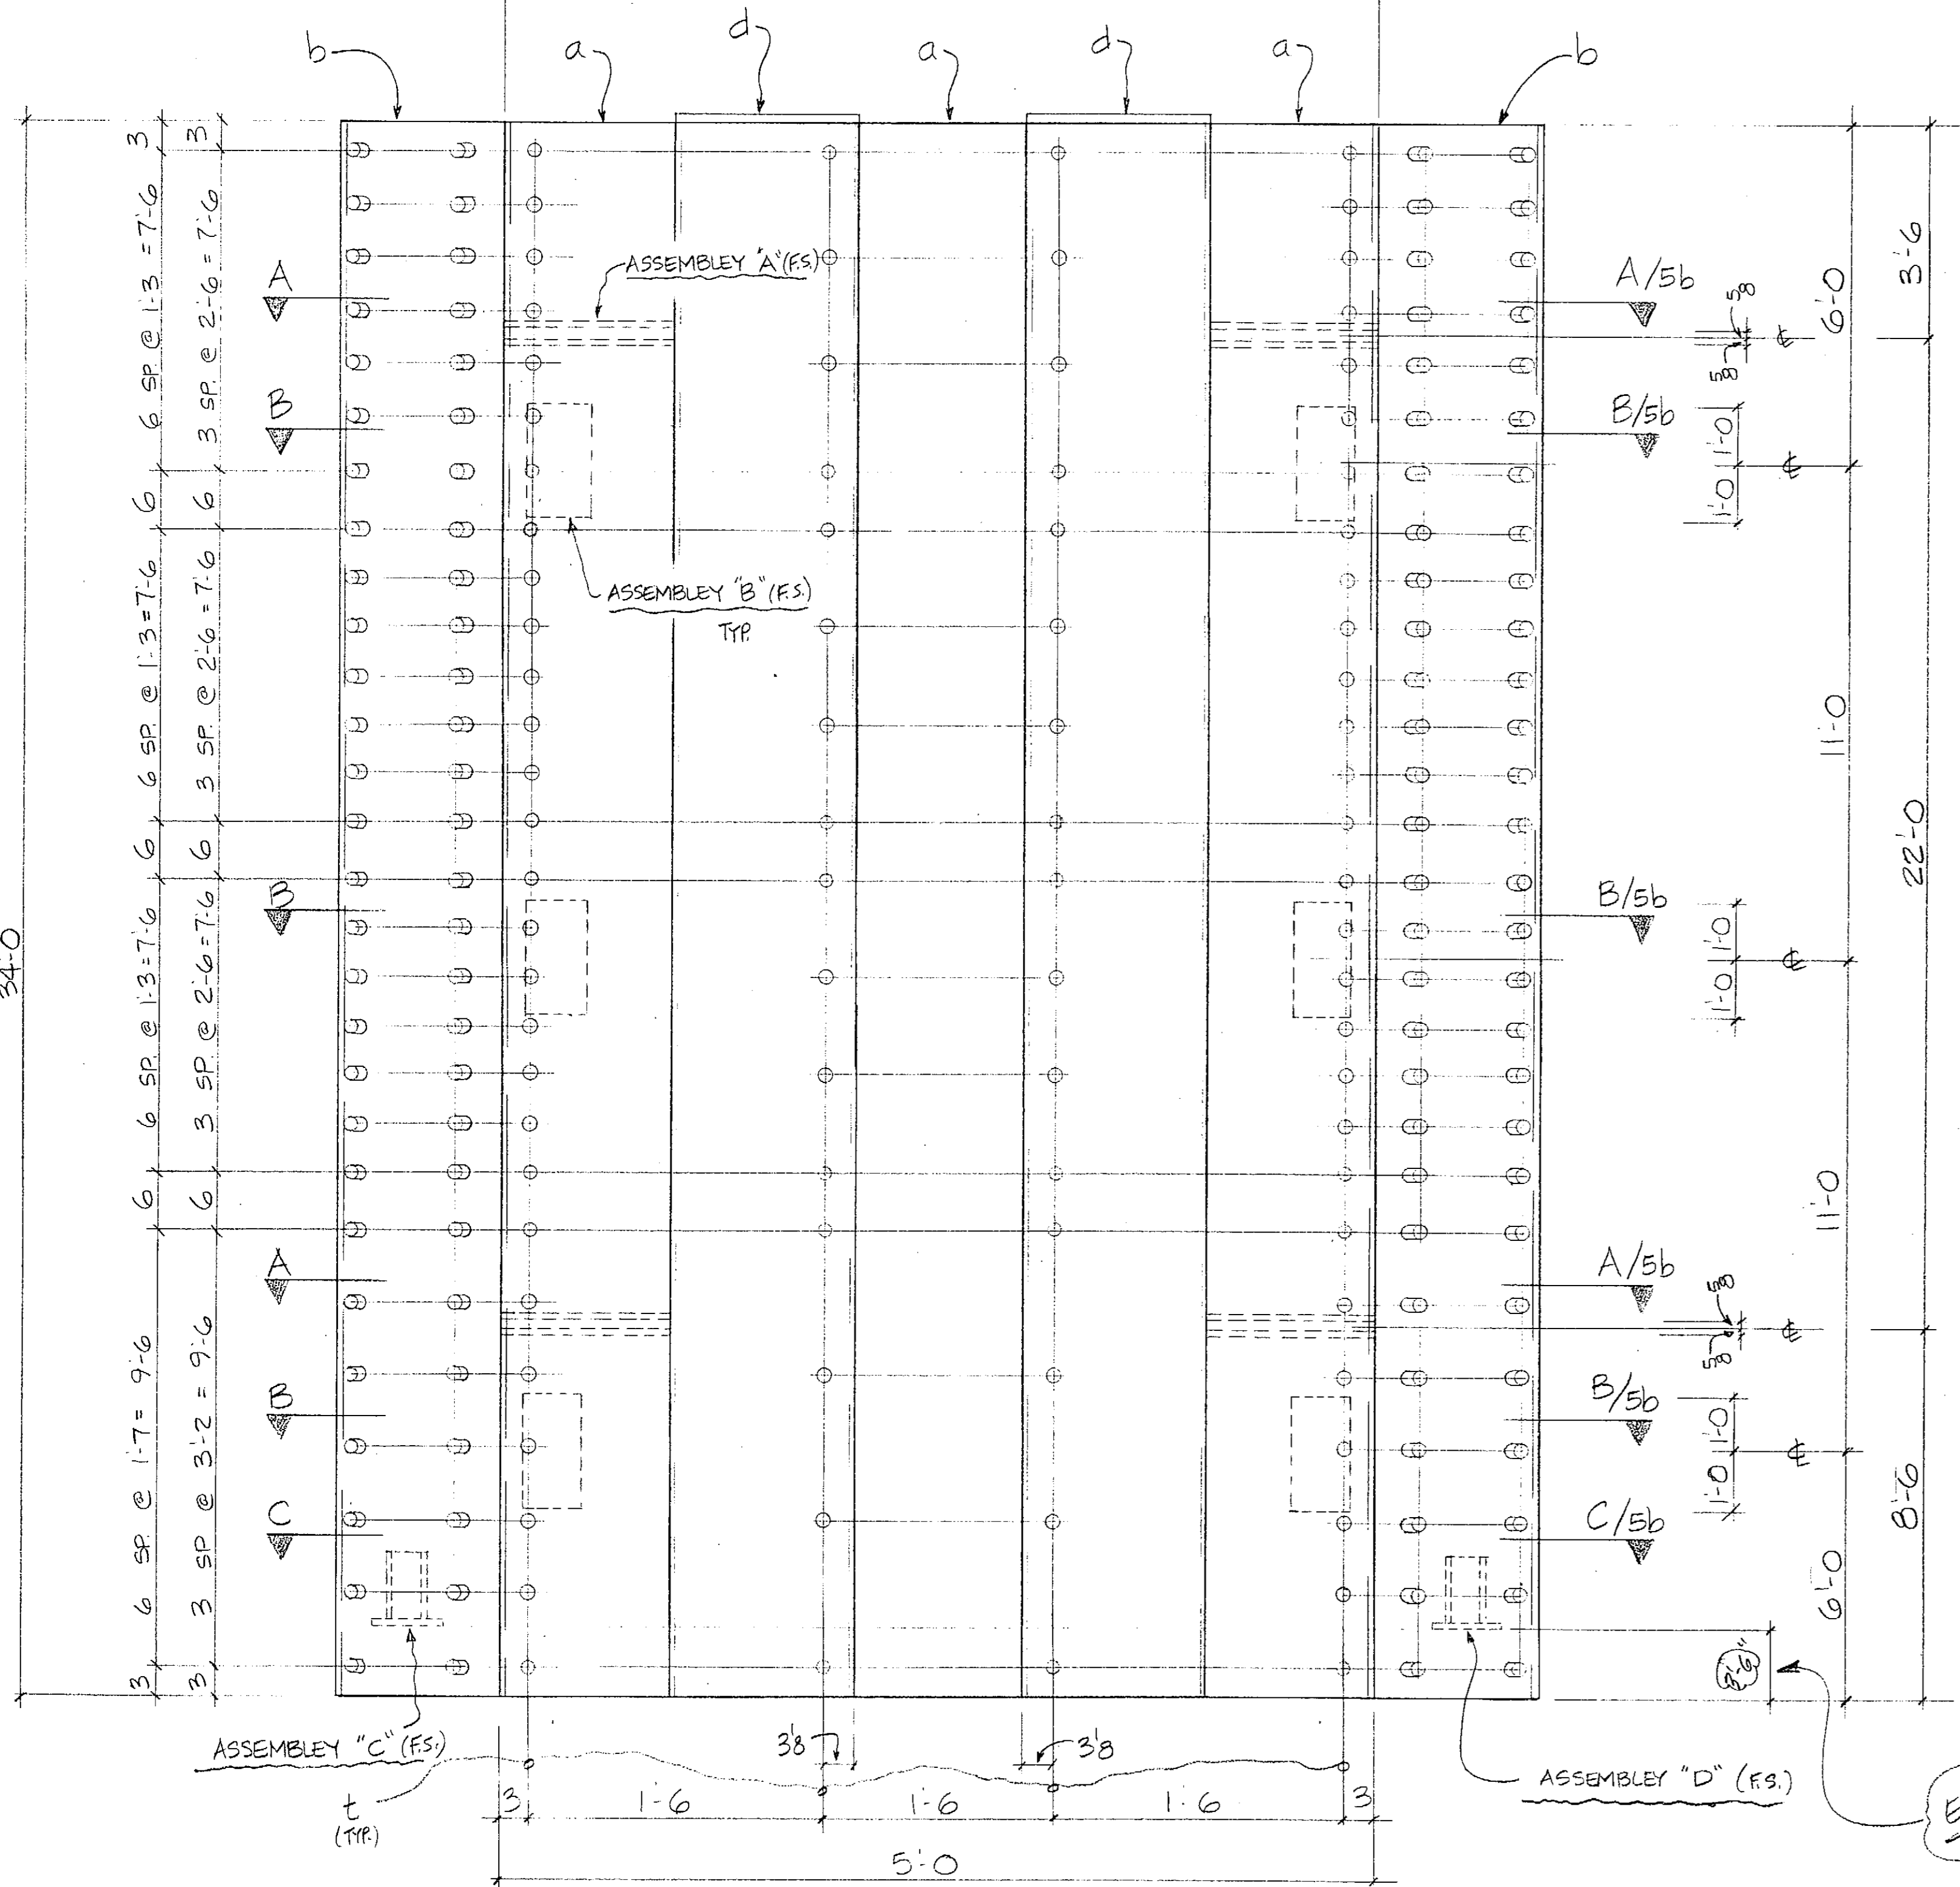 b
a
d
a
d
a
b
3
3
6 SP. @ 1'-3 = 7'-6
3 SP. @ 2'-6 = 7'-6
6
6
6 SP. @ 1'-3 = 7'-6
3 SP. @ 2'-6 = 7'-6
6
6
6 SP. @ 1'-3 = 7'-6
3 SP. @ 2'-6 = 7'-6
6
6
6 SP. @ 1'-7 = 9'-6
3 SP. @ 3'-2 = 9'-6
3
3
34'-0
A
B
B
A
B
C
ASSEMBLEY "A" (F.S.)
ASSEMBLEY "B" (F.S.)
TYP.
A/5b
B/5b
B/5b
A/5b
B/5b
C/5b
5/8
5/8
℄
1'-0
1'-0
℄
1'-0
1'-0
℄
5/8
5/8
℄
1'-0
1'-0
℄
6'-0
11'-0
11'-0
6'-0
3'-6
22'-0
8'-6
ASSEMBLEY "C" (F.S.)
t
(TYP.)
ASSEMBLEY "D" (F.S.)
E
3
1'-6
1'-6
1'-6
3
5'-0